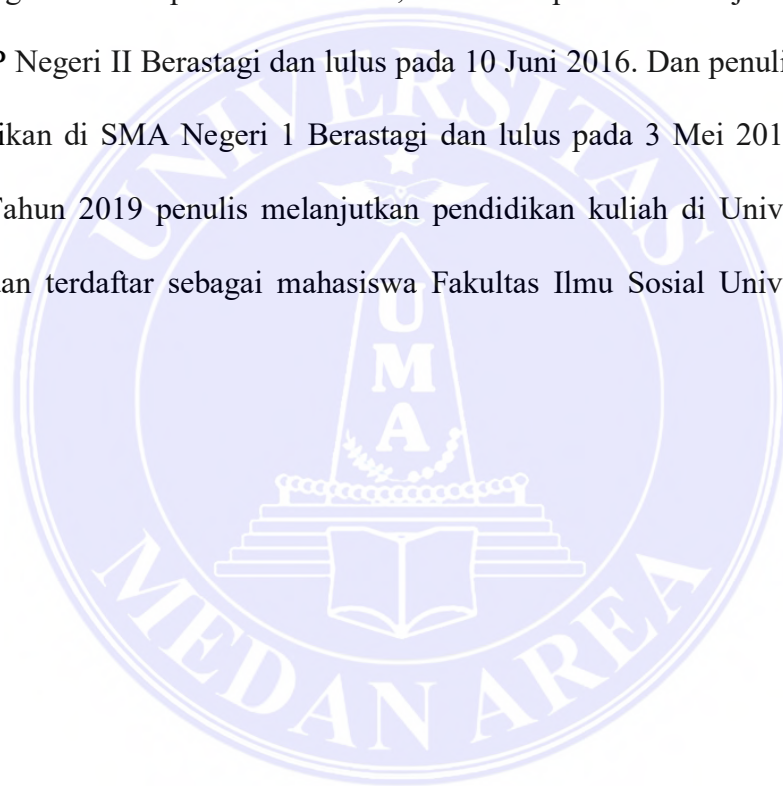 P Negeri II Berastagi dan lulus pada 10 Juni 2016. Dan penuli
ikan di SMA Negeri 1 Berastagi dan lulus pada 3 Mei 201
Tahun 2019 penulis melanjutkan pendidikan kuliah di Univ
an terdaftar sebagai mahasiswa Fakultas Ilmu Sosial Univ
UNIVERSITAS
U
M
A
MEDAN AREA